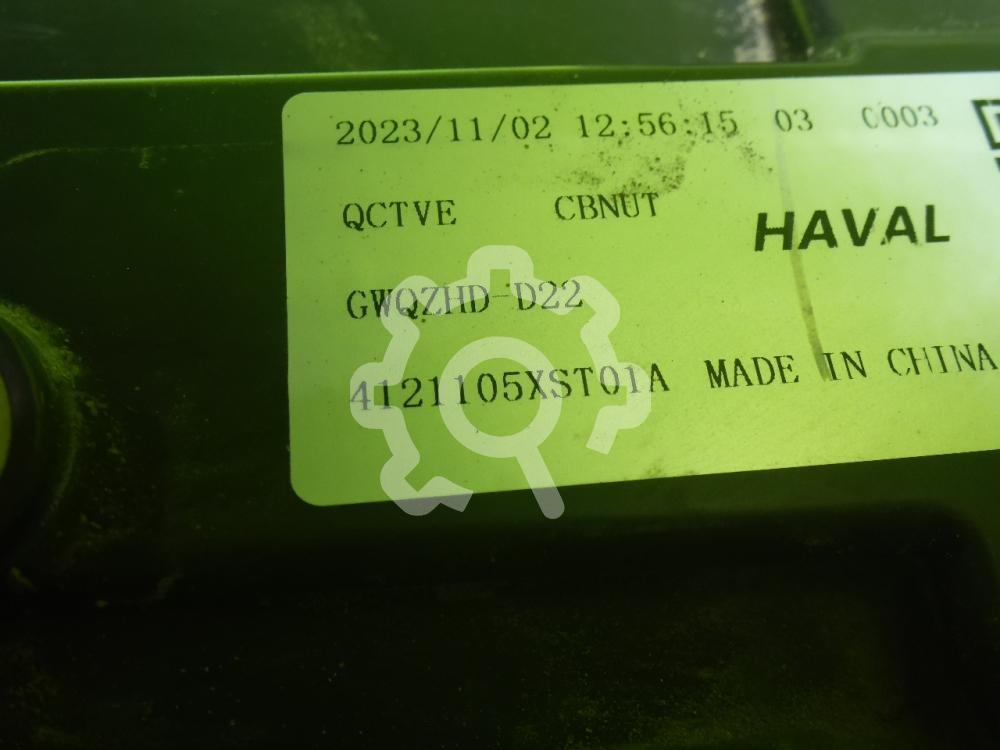 2023/11/02 12:56:15 03 C003
QCTVE CBNUT
HAVAL
GWQZHD-D22
4121105XST01A MADE IN CHINA